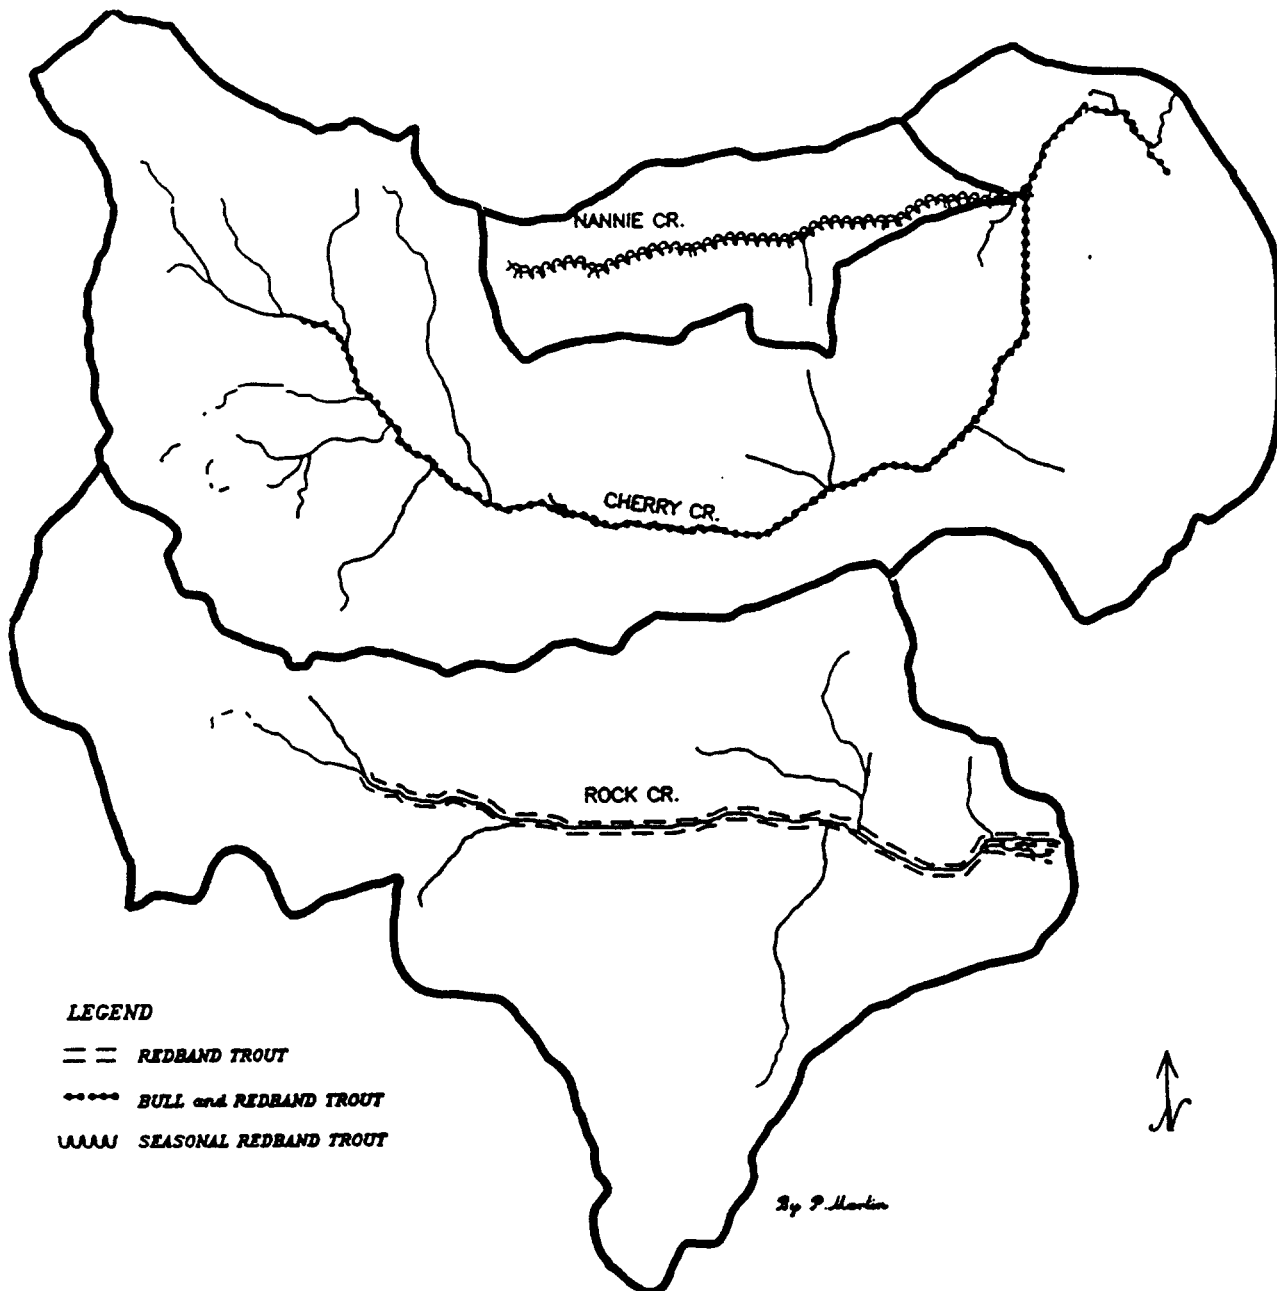 NANNIE CR.
CHERRY CR.
ROCK CR.
LEGEND
REDBAND TROUT
BULL and REDBAND TROUT
SEASONAL REDBAND TROUT
N
By P. Martin